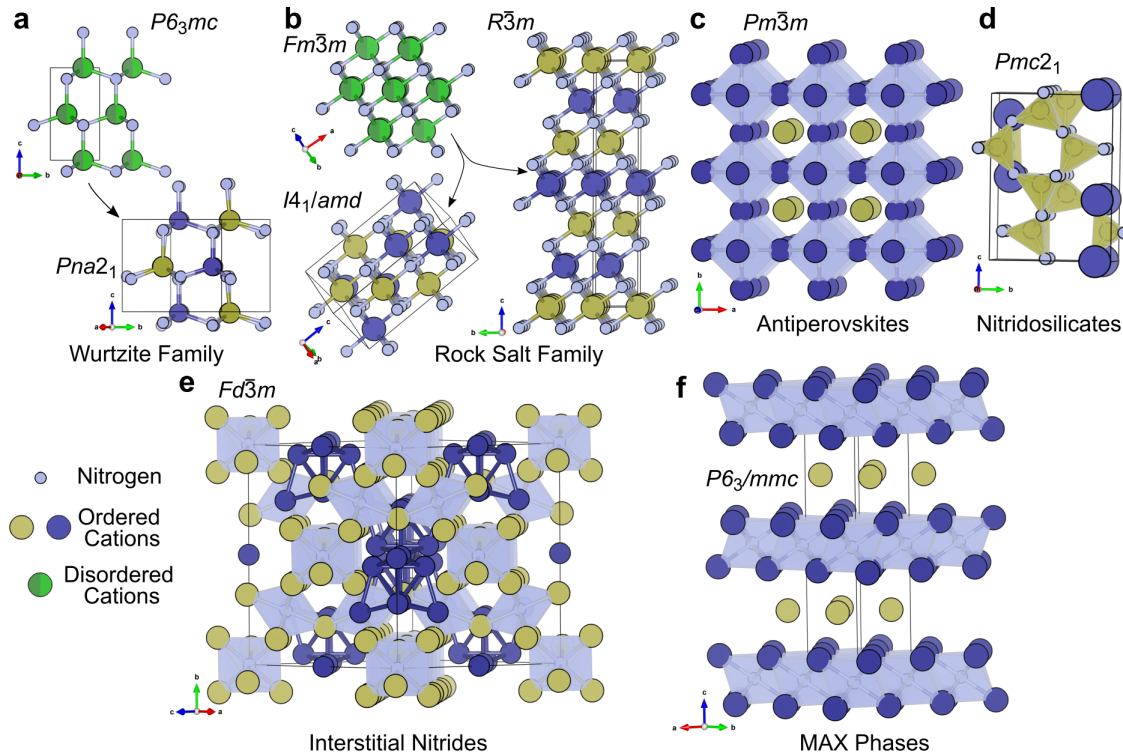 a
P6₃mc
c
b
Pna2₁
c
a
b
Wurtzite Family
b
Fm3̅m
R3̅m
c
a
b
I4₁/amd
c
b
a
c
b
Rock Salt Family
c
Pm3̅m
b
c
a
Antiperovskites
d
Pmc2₁
c
a
b
Nitridosilicates
e
Fd3̅m
Nitrogen
Ordered
Cations
Disordered
Cations
b
c
a
Interstitial Nitrides
f
P6₃/mmc
c
a
b
MAX Phases